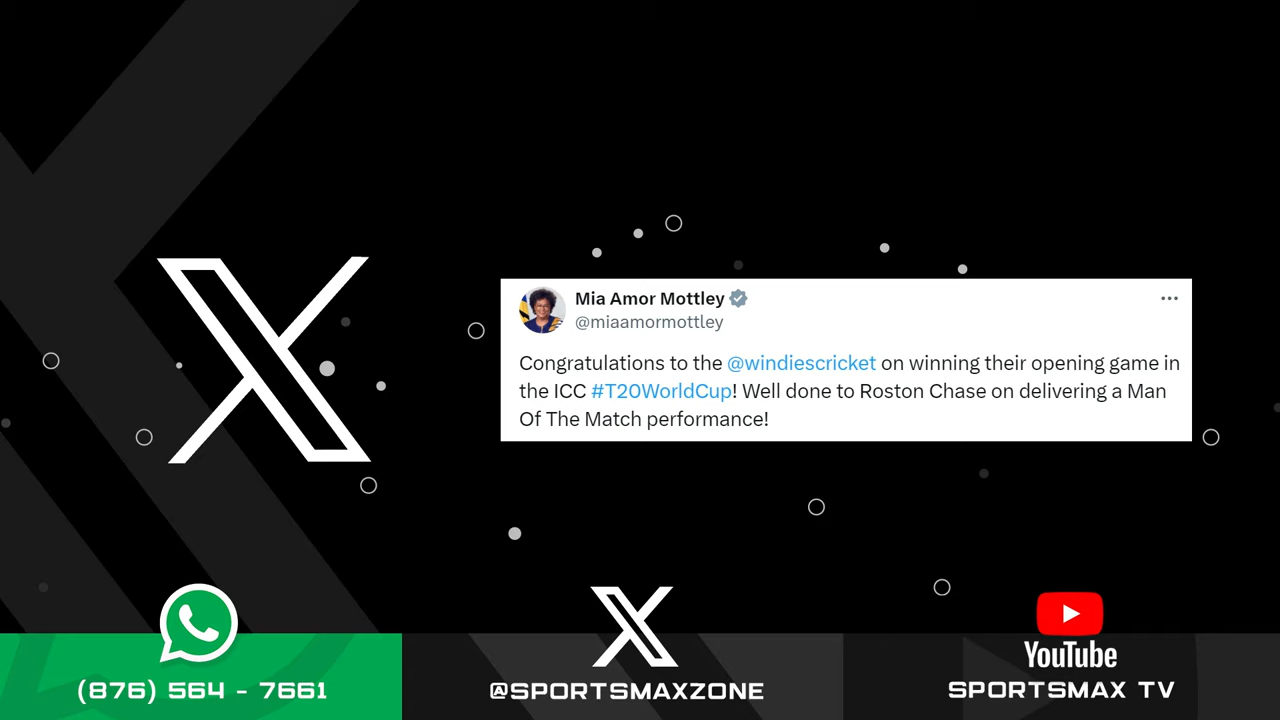 Mia Amor Mottley
@miaamormottley
Congratulations to the @windiescricket on winning their opening game in
the ICC #T20WorldCup! Well done to Roston Chase on delivering a Man
Of The Match performance!
(876) 564 - 7661
@SPORTSMAXZONE
YouTube
SPORTSMAX TV